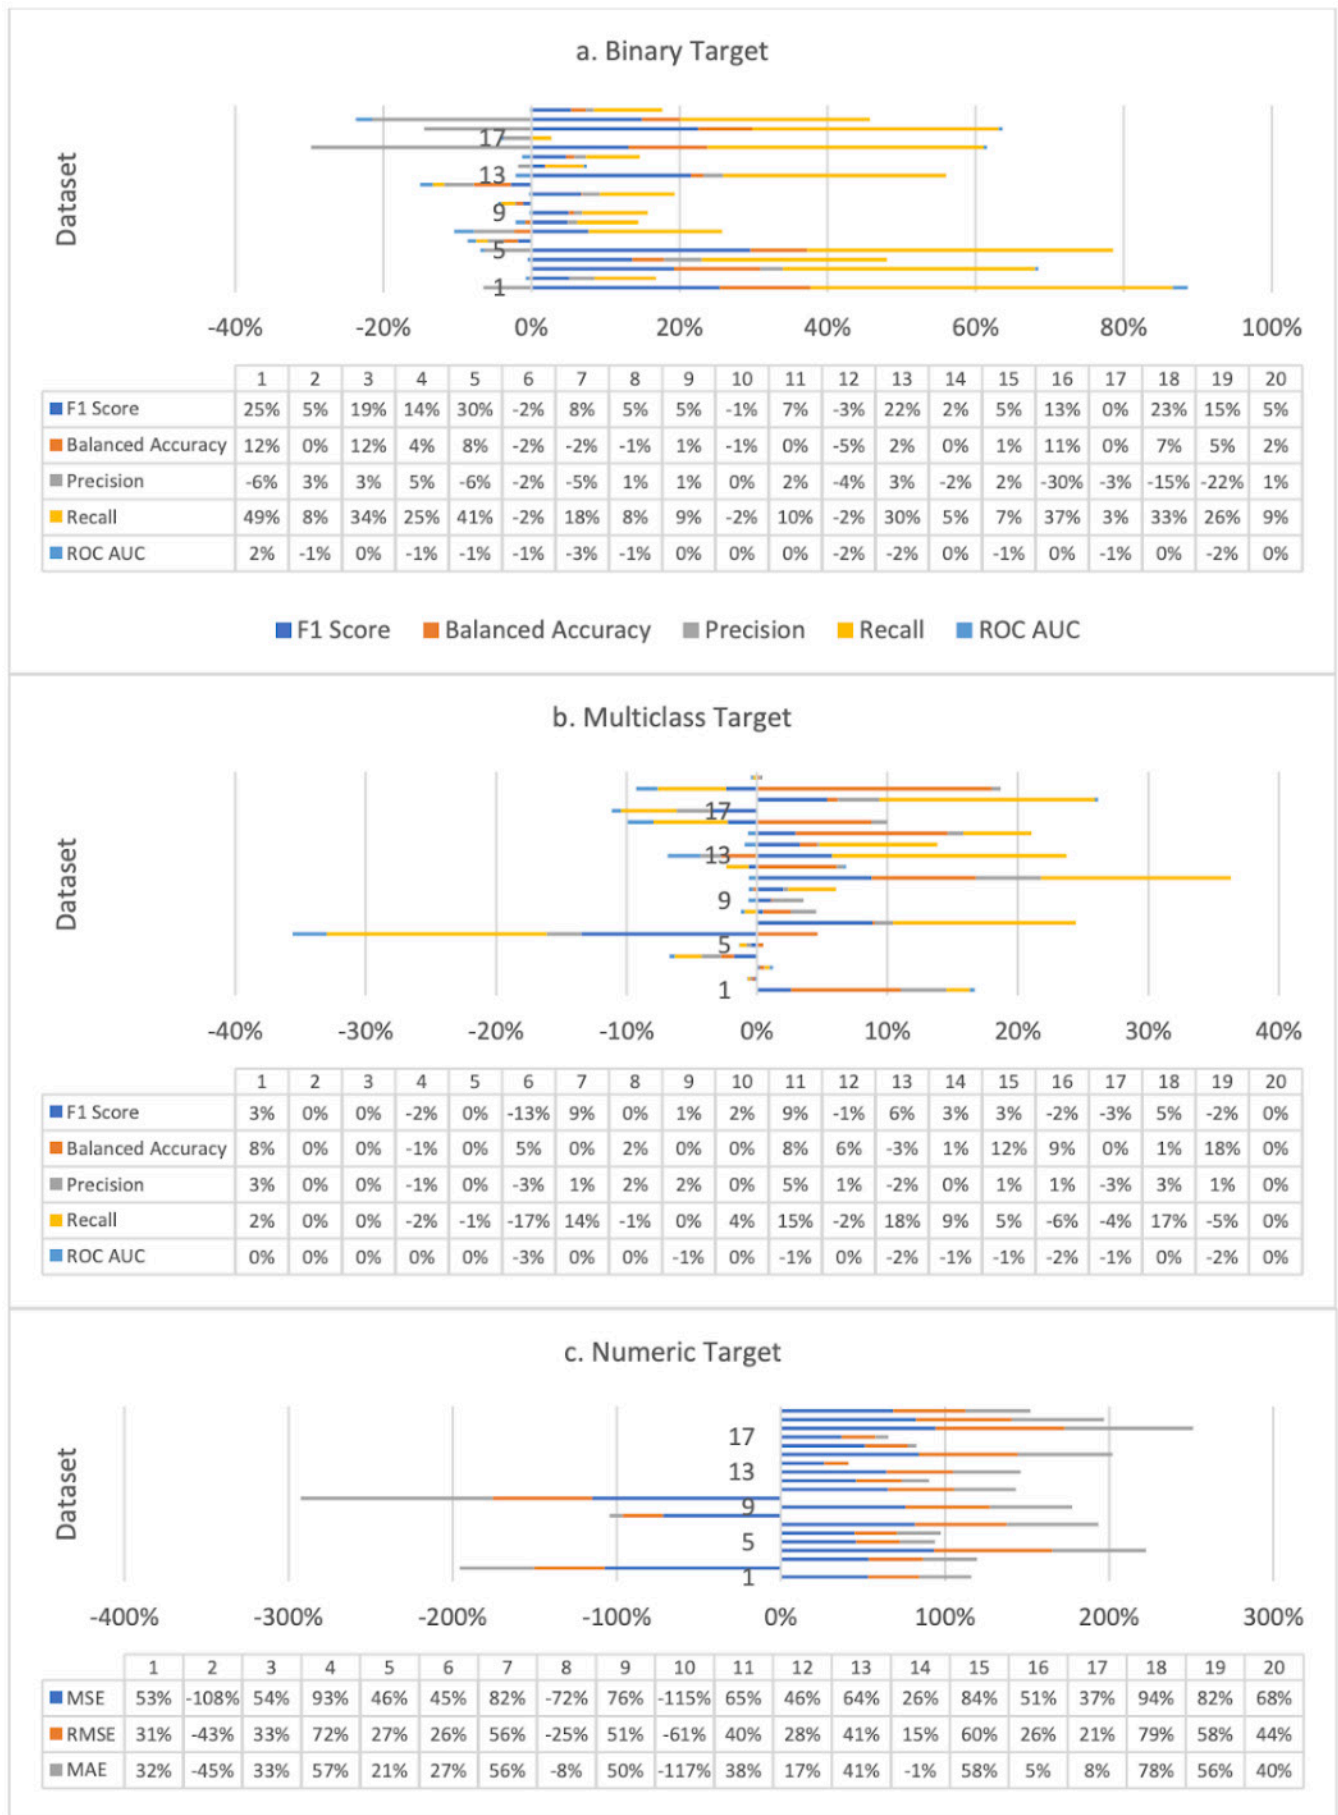 a. Binary Target
Dataset
17
13
9
5
1
-40% -20% 0% 20% 40% 60% 80% 100%
1 2 3 4 5 6 7 8 9 10 11 12 13 14 15 16 17 18 19 20
F1 Score 25% 5% 19% 14% 30% -2% 8% 5% 5% -1% 7% -3% 22% 2% 5% 13% 0% 23% 15% 5%
Balanced Accuracy 12% 0% 12% 4% 8% -2% -2% -1% 1% -1% 0% -5% 2% 0% 1% 11% 0% 7% 5% 2%
Precision -6% 3% 3% 5% -6% -2% -5% 1% 1% 0% 2% -4% 3% -2% 2% -30% -3% -15% -22% 1%
Recall 49% 8% 34% 25% 41% -2% 18% 8% 9% -2% 10% -2% 30% 5% 7% 37% 3% 33% 26% 9%
ROC AUC 2% -1% 0% -1% -1% -1% -3% -1% 0% 0% 0% -2% -2% 0% -1% 0% -1% 0% -2% 0%
F1 Score Balanced Accuracy Precision Recall ROC AUC
b. Multiclass Target
Dataset
17
13
9
5
1
-40% -30% -20% -10% 0% 10% 20% 30% 40%
1 2 3 4 5 6 7 8 9 10 11 12 13 14 15 16 17 18 19 20
F1 Score 3% 0% 0% -2% 0% -13% 9% 0% 1% 2% 9% -1% 6% 3% 3% -2% -3% 5% -2% 0%
Balanced Accuracy 8% 0% 0% -1% 0% 5% 0% 2% 0% 0% 8% 6% -3% 1% 12% 9% 0% 1% 18% 0%
Precision 3% 0% 0% -1% 0% -3% 1% 2% 2% 0% 5% 1% -2% 0% 1% 1% -3% 3% 1% 0%
Recall 2% 0% 0% -2% -1% -17% 14% -1% 0% 4% 15% -2% 18% 9% 5% -6% -4% 17% -5% 0%
ROC AUC 0% 0% 0% 0% 0% -3% 0% 0% -1% 0% -1% 0% -2% -1% -1% -2% -1% 0% -2% 0%
c. Numeric Target
Dataset
17
13
9
5
1
-400% -300% -200% -100% 0% 100% 200% 300%
1 2 3 4 5 6 7 8 9 10 11 12 13 14 15 16 17 18 19 20
MSE 53% -108% 54% 93% 46% 45% 82% -72% 76% -115% 65% 46% 64% 26% 84% 51% 37% 94% 82% 68%
RMSE 31% -43% 33% 72% 27% 26% 56% -25% 51% -61% 40% 28% 41% 15% 60% 26% 21% 79% 58% 44%
MAE 32% -45% 33% 57% 21% 27% 56% -8% 50% -117% 38% 17% 41% -1% 58% 5% 8% 78% 56% 40%